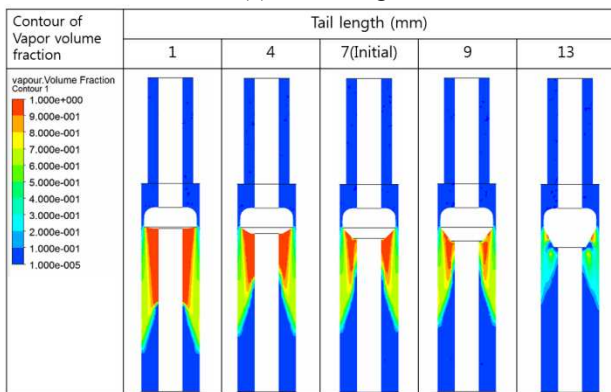 Contour of
Vapor volume
fraction
Tail length (mm)
1 4 7(Initial) 9 13
vapour.Volume Fraction
Contour 1
1.000e+000
9.000e-001
8.000e-001
7.000e-001
6.000e-001
5.000e-001
4.000e-001
3.000e-001
2.000e-001
1.000e-001
1.000e-005